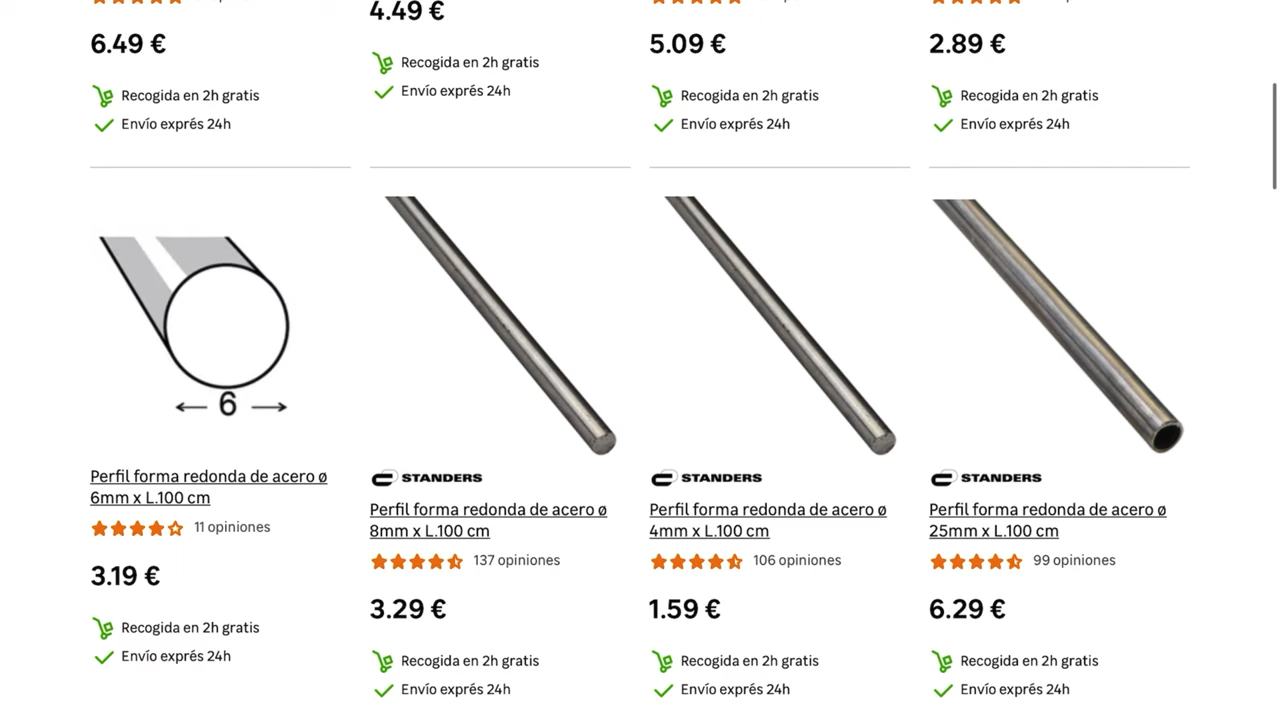 6.49 €
Recogida en 2h gratis
Envío exprés 24h
4.49 €
Recogida en 2h gratis
Envío exprés 24h
5.09 €
Recogida en 2h gratis
Envío exprés 24h
2.89 €
Recogida en 2h gratis
Envío exprés 24h
6
Perfil forma redonda de acero ø
6mm x L.100 cm
11 opiniones
3.19 €
Recogida en 2h gratis
Envío exprés 24h
STANDERS
Perfil forma redonda de acero ø
8mm x L.100 cm
137 opiniones
3.29 €
Recogida en 2h gratis
Envío exprés 24h
STANDERS
Perfil forma redonda de acero ø
4mm x L.100 cm
106 opiniones
1.59 €
Recogida en 2h gratis
Envío exprés 24h
STANDERS
Perfil forma redonda de acero ø
25mm x L.100 cm
99 opiniones
6.29 €
Recogida en 2h gratis
Envío exprés 24h